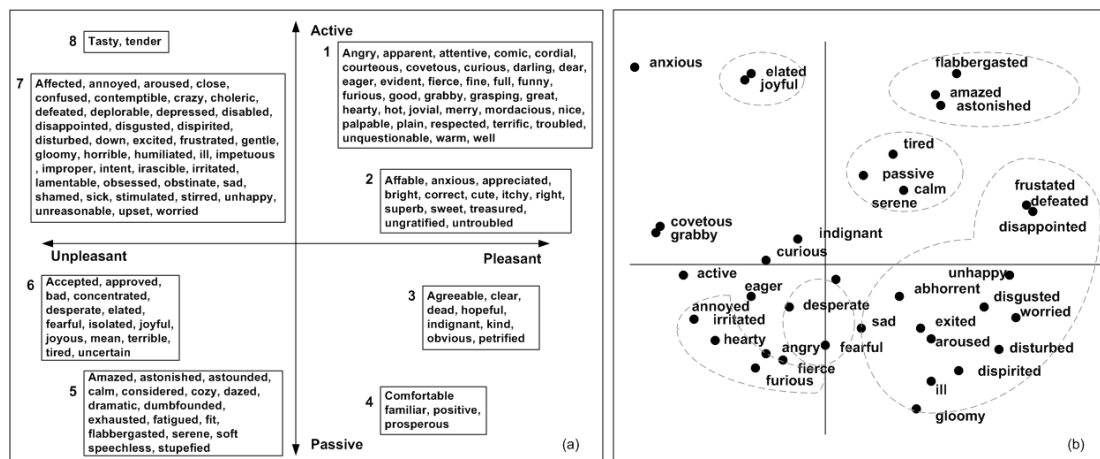 Active
8
Tasty, tender
1
Angry, apparent, attentive, comic, cordial,
courteous, covetous, curious, darling, dear,
eager, evident, fierce, fine, full, funny,
furious, good, grabby, grasping, great,
hearty, hot, jovial, merry, mordacious, nice,
palpable, plain, respected, terrific, troubled,
unquestionable, warm, well
7
Affected, annoyed, aroused, close,
confused, contemptible, crazy, choleric,
defeated, deplorable, depressed, disabled,
disappointed, disgusted, dispirited,
disturbed, down, excited, frustrated, gentle,
gloomy, horrible, humiliated, ill, impetuous
, improper, intent, irascible, irritated,
lamentable, obsessed, obstinate, sad,
shamed, sick, stimulated, stirred, unhappy,
unreasonable, upset, worried
2
Affable, anxious, appreciated,
bright, correct, cute, itchy, right,
superb, sweet, treasured,
ungratified, untroubled
Unpleasant
Pleasant
6
Accepted, approved,
bad, concentrated,
desperate, elated,
fearful, isolated, joyful,
joyous, mean, terrible,
tired, uncertain
3
Agreeable, clear,
dead, hopeful,
indignant, kind,
obvious, petrified
5
Amazed, astonished, astounded,
calm, considered, cozy, dazed,
dramatic, dumbfounded,
exhausted, fatigued, fit,
flabbergasted, serene, soft
speechless, stupefied
4
Comfortable
familiar, positive,
prosperous
Passive
(a)
anxious
elated
joyful
flabbergasted
amazed
astonished
tired
passive
calm
serene
frustated
defeated
disappointed
covetous
grabby
indignant
curious
active
eager
annoyed
irritated
hearty
desperate
angry
fierce
furious
fearful
sad
unhappy
abhorrent
disgusted
worried
exited
aroused
disturbed
dispirited
ill
gloomy
(b)